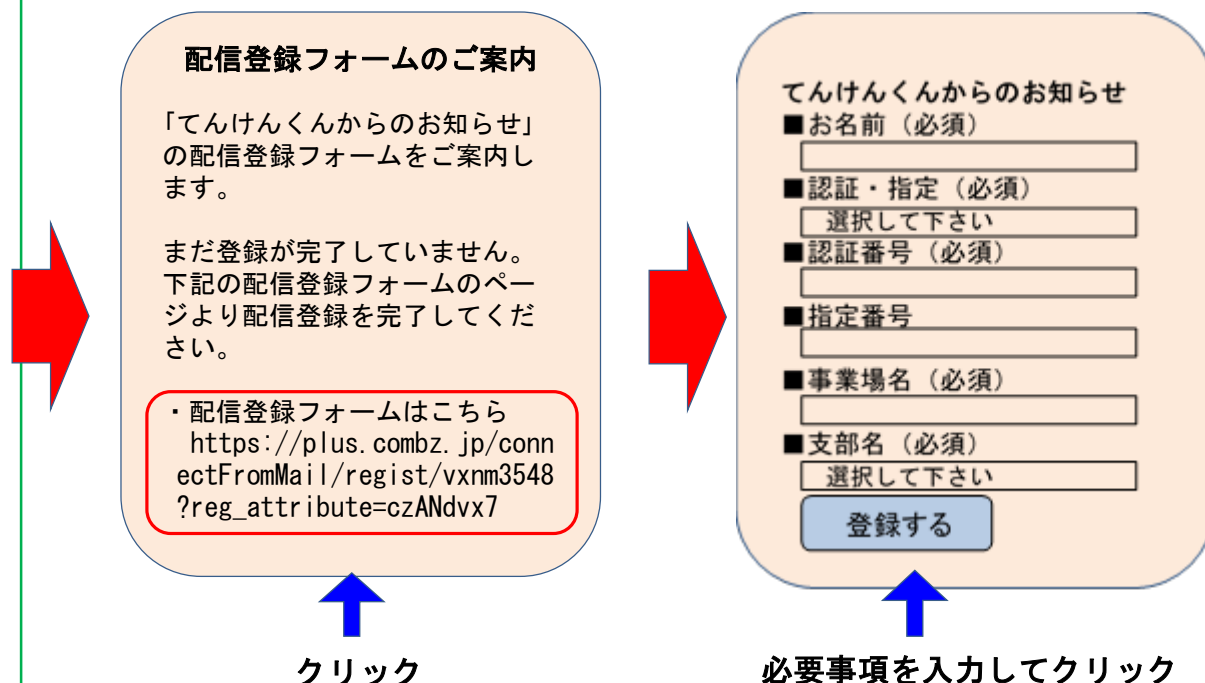 配信登録フォームのご案内
「てんけんくんからのお知らせ」
の配信登録フォームをご案内し
ます。
まだ登録が完了していません。
下記の配信登録フォームのペー
ジより配信登録を完了してくだ
さい。
・配信登録フォームはこちら
https://plus.combz.jp/conn
ectFromMail/regist/vxnm3548
?reg_attribute=czANdvx7
クリック
てんけんくんからのお知らせ
■お名前（必須）
■認証・指定（必須）
選択して下さい
■認証番号（必須）
■指定番号
■事業場名（必須）
■支部名（必須）
選択して下さい
登録する
必要事項を入力してクリック